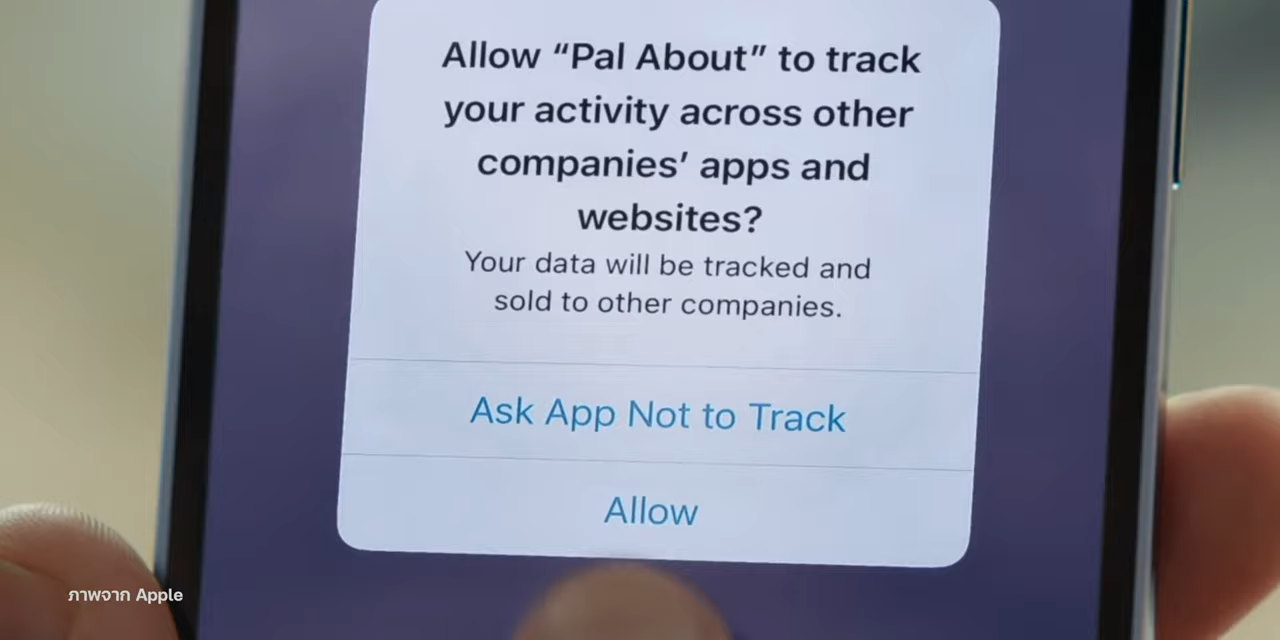 Allow “Pal About” to track
your activity across other
companies’ apps and
websites?
Your data will be tracked and
sold to other companies.
Ask App Not to Track
Allow
ภาพจาก Apple